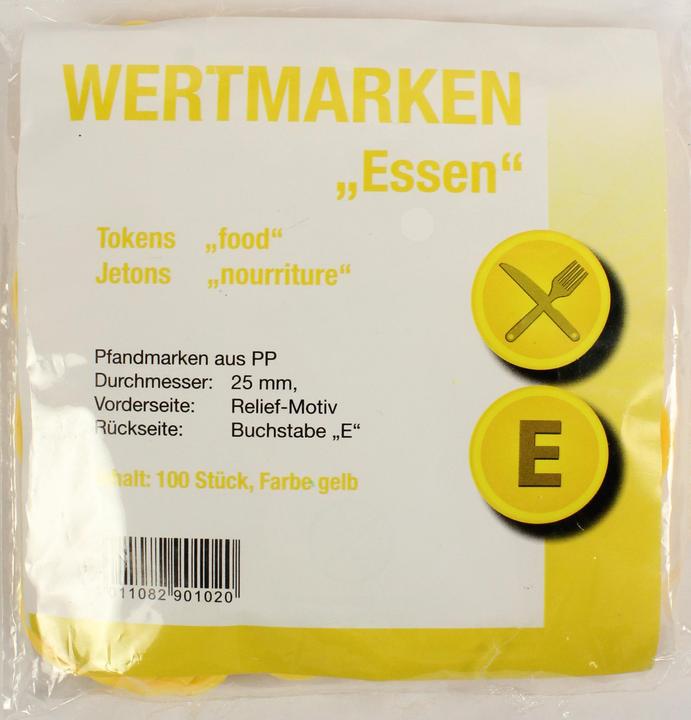 WERTMARKEN
„Essen“
Tokens „food“
Jetons „nourriture“
Pfandmarken aus PP
Durchmesser: 25 mm,
Vorderseite: Relief-Motiv
Rückseite: Buchstabe „E“
100 Stück, Farbe gelb
E
011082 901020